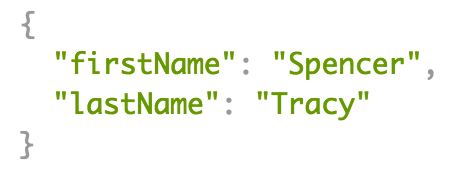 {
  "firstName": "Spencer",
  "lastName": "Tracy"
}